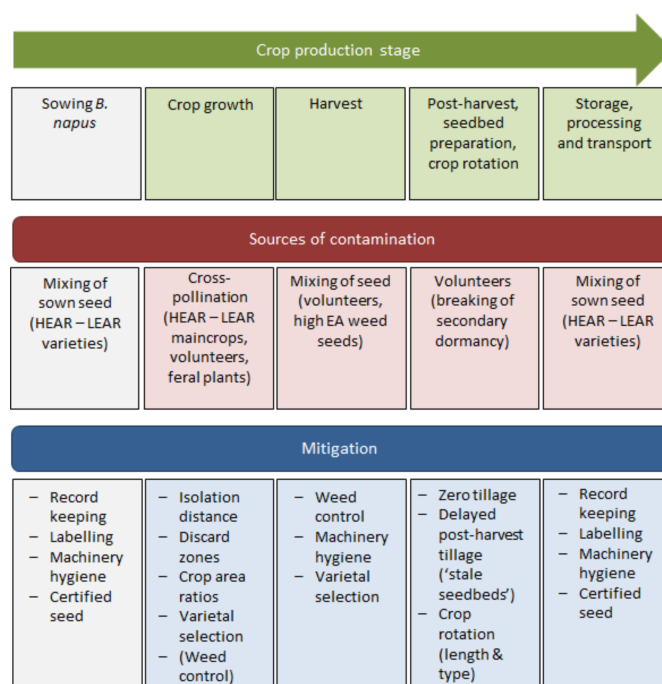 Crop production stage
Sowing B.
napus
Crop growth
Harvest
Post-harvest,
seedbed
preparation,
crop rotation
Storage,
processing
and transport
Sources of contamination
Mixing of
sown seed
(HEAR – LEAR
varieties)
Cross-
pollination
(HEAR – LEAR
maincrops,
volunteers,
feral plants)
Mixing of seed
(volunteers,
high EA weed
seeds)
Volunteers
(breaking of
secondary
dormancy)
Mixing of
sown seed
(HEAR – LEAR
varieties)
Mitigation
– Record
keeping
– Labelling
– Machinery
hygiene
– Certified
seed
– Isolation
distance
– Discard
zones
– Crop area
ratios
– Varietal
selection
– (Weed
control)
– Weed
control
– Machinery
hygiene
– Varietal
selection
– Zero tillage
– Delayed
post-harvest
tillage
(‘stale
seedbeds’)
– Crop
rotation
(length &
type)
– Record
keeping
– Labelling
– Machinery
hygiene
– Certified
seed